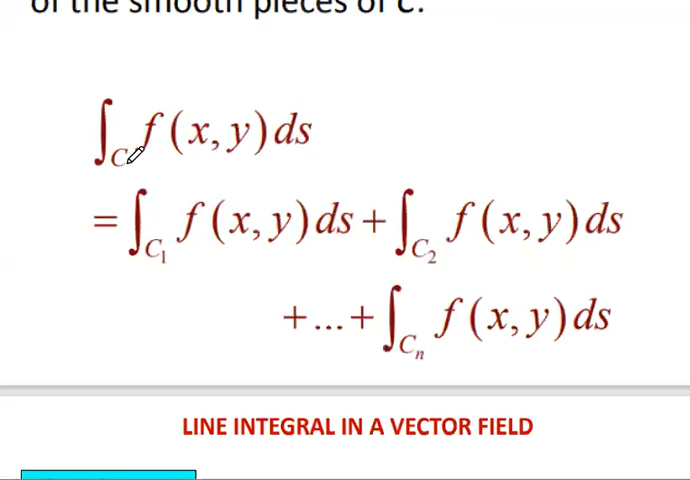 of the smooth pieces of C.
∫_C f(x, y)ds
= ∫_{C_1} f(x, y)ds + ∫_{C_2} f(x, y)ds
+...+ ∫_{C_n} f(x, y)ds
LINE INTEGRAL IN A VECTOR FIELD